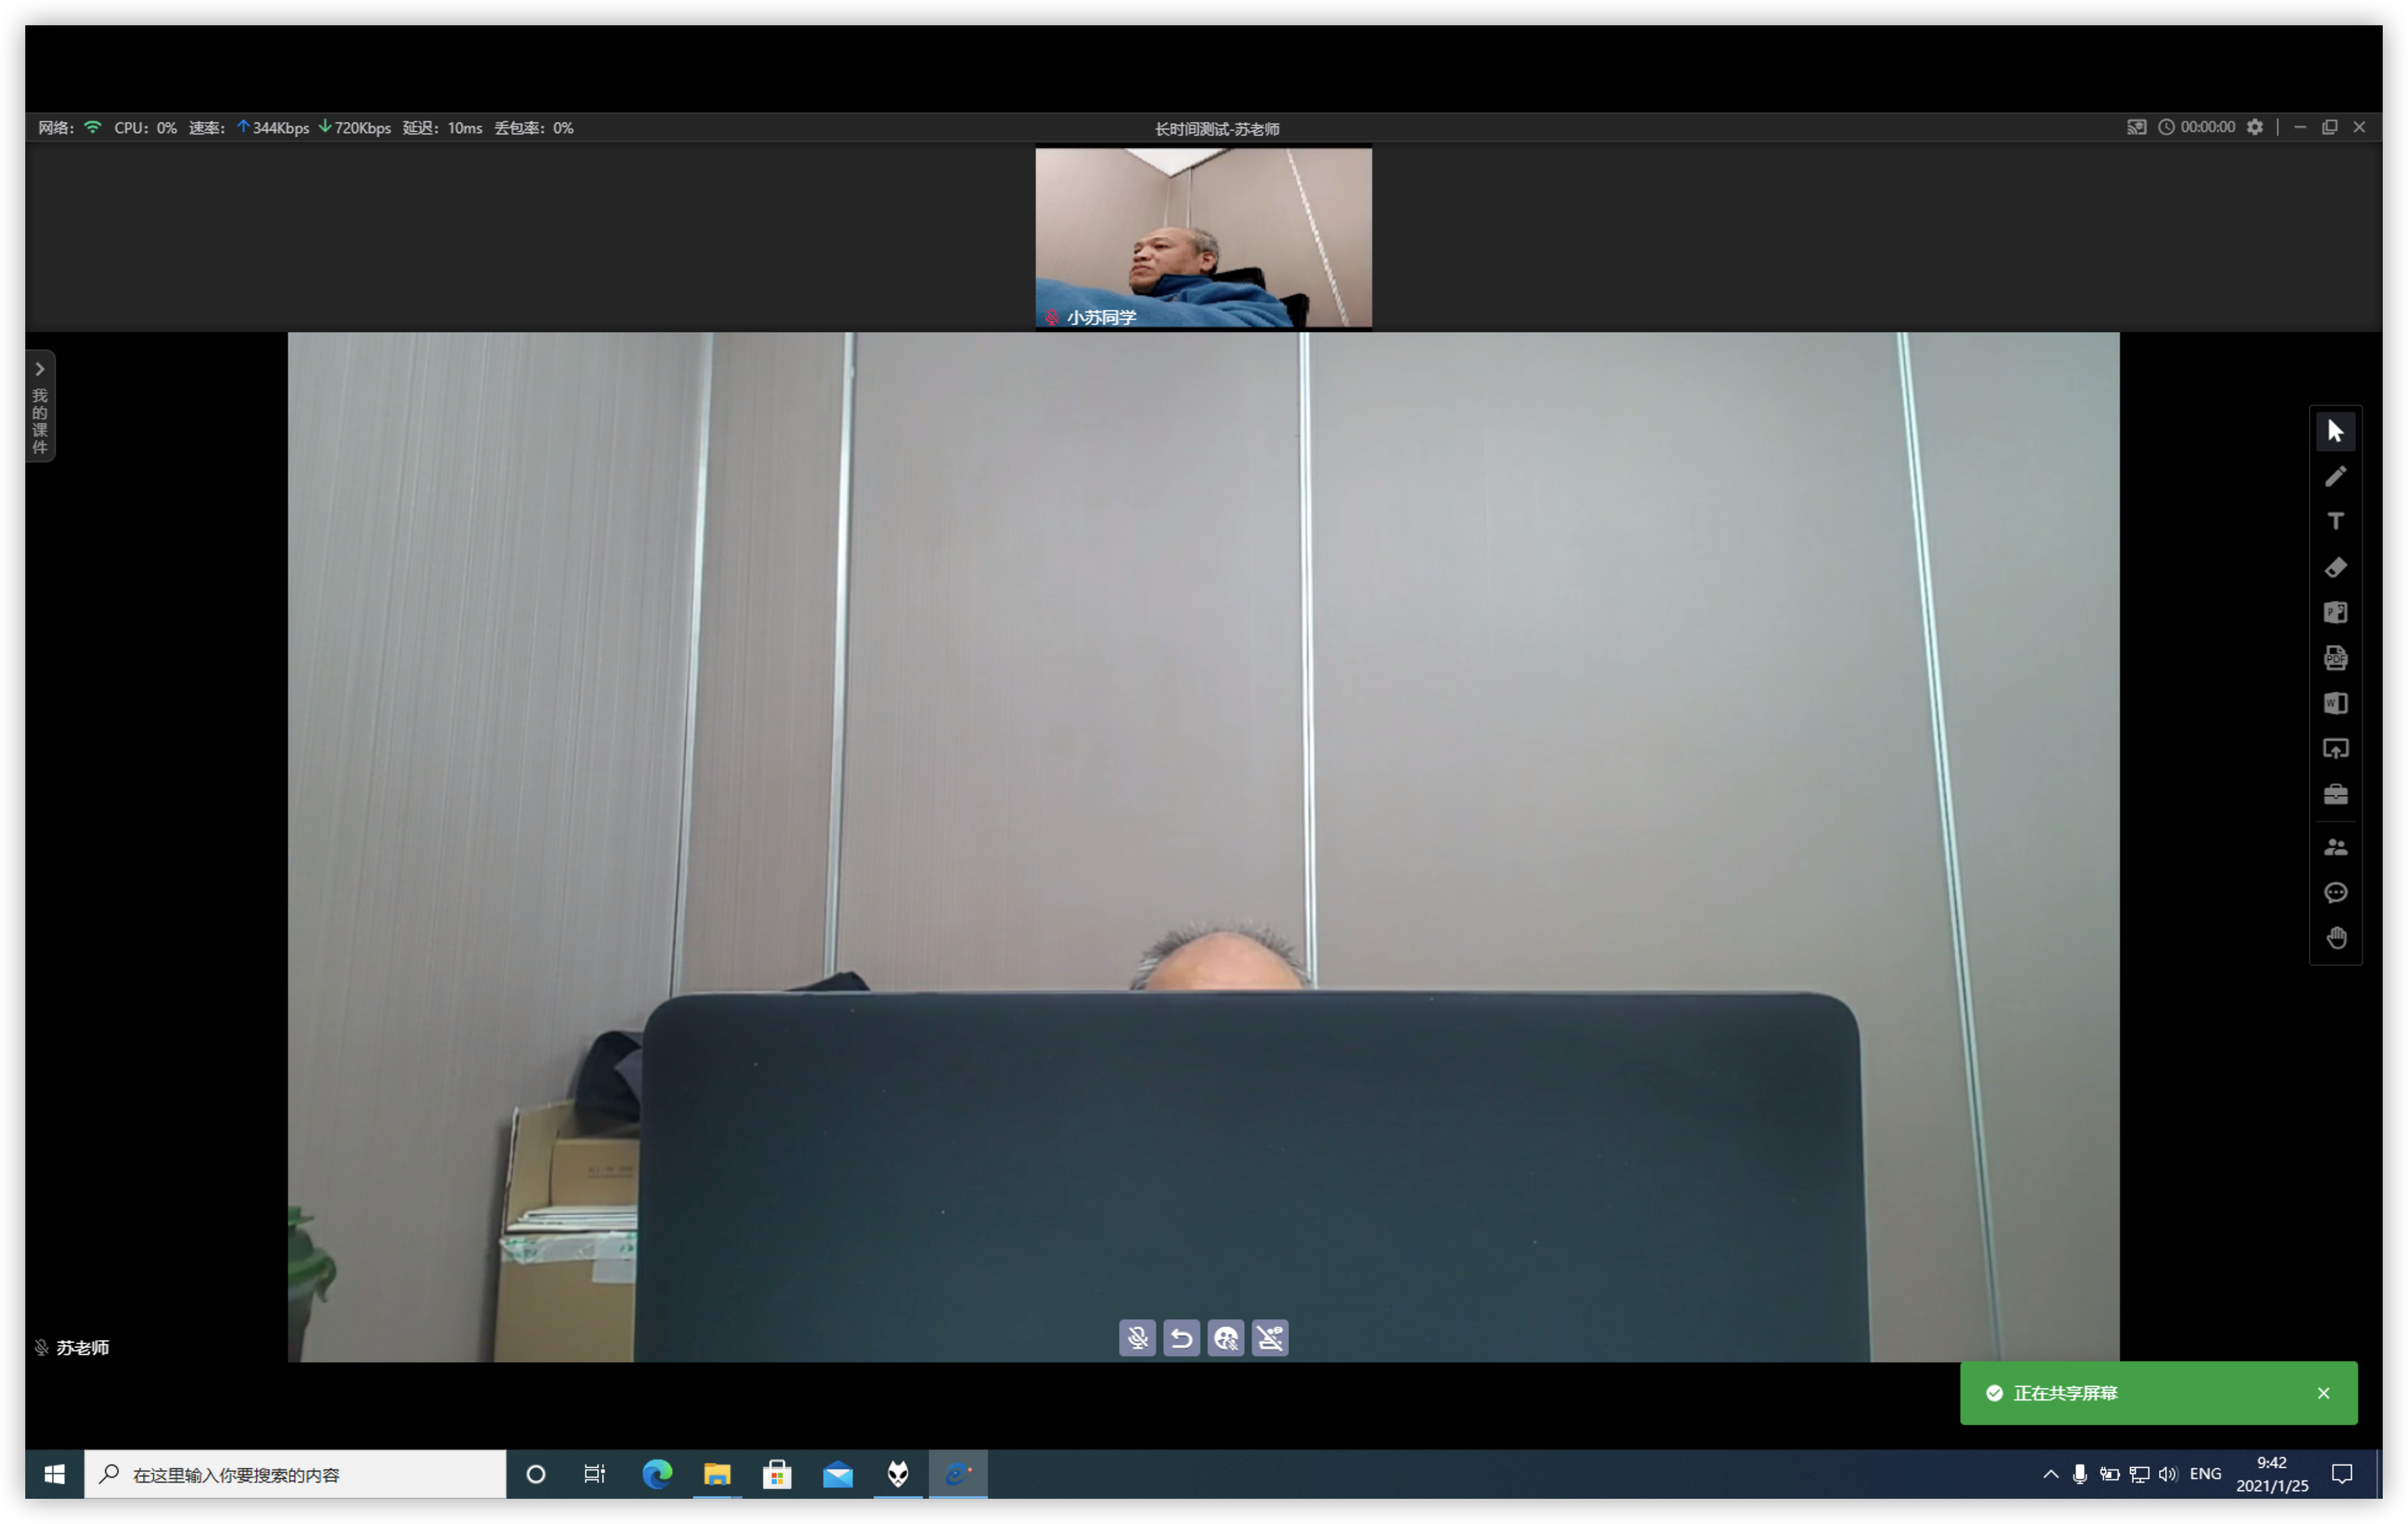 网络： CPU：0% 速率： 344Kbps 720Kbps 延迟：10ms 丢包率：0%
长时间测试-苏老师
00:00:00
小苏同学
我的课件
T
P
PDF
W
苏老师
正在共享屏幕
在这里输入你要搜索的内容
ENG
9:42
2021/1/25